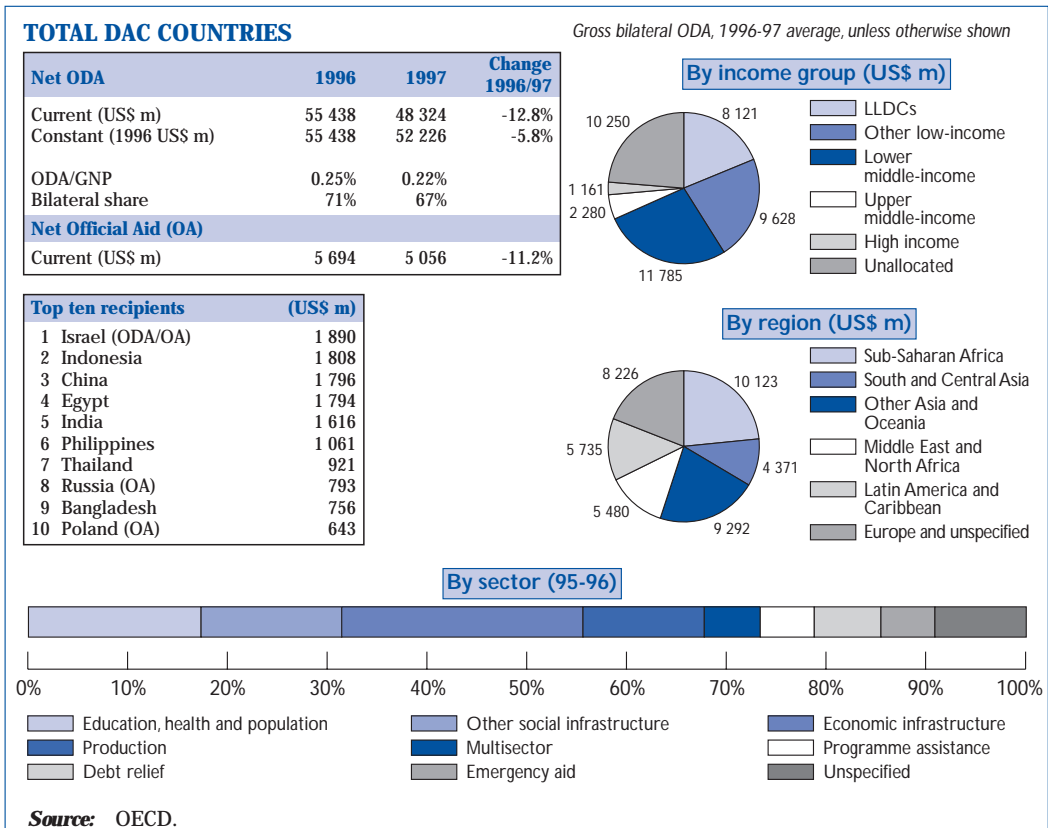 TOTAL DAC COUNTRIES
Gross bilateral ODA, 1996-97 average, unless otherwise shown
Net ODA 1996 1997 Change 1996/97
Current (US$ m) 55 438 48 324 -12.8%
Constant (1996 US$ m) 55 438 52 226 -5.8%
ODA/GNP 0.25% 0.22%
Bilateral share 71% 67%
Net Official Aid (OA)
Current (US$ m) 5 694 5 056 -11.2%
By income group (US$ m)
10 250
8 121
1 161
2 280
9 628
11 785
LLDCs
Other low-income
Lower
middle-income
Upper
middle-income
High income
Unallocated
Top ten recipients (US$ m)
1 Israel (ODA/OA) 1 890
2 Indonesia 1 808
3 China 1 796
4 Egypt 1 794
5 India 1 616
6 Philippines 1 061
7 Thailand 921
8 Russia (OA) 793
9 Bangladesh 756
10 Poland (OA) 643
By region (US$ m)
8 226
10 123
5 735
4 371
5 480
9 292
Sub-Saharan Africa
South and Central Asia
Other Asia and
Oceania
Middle East and
North Africa
Latin America and
Caribbean
Europe and unspecified
By sector (95-96)
0% 10% 20% 30% 40% 50% 60% 70% 80% 90% 100%
Education, health and population Other social infrastructure Economic infrastructure
Production Multisector Programme assistance
Debt relief Emergency aid Unspecified
Source: OECD.